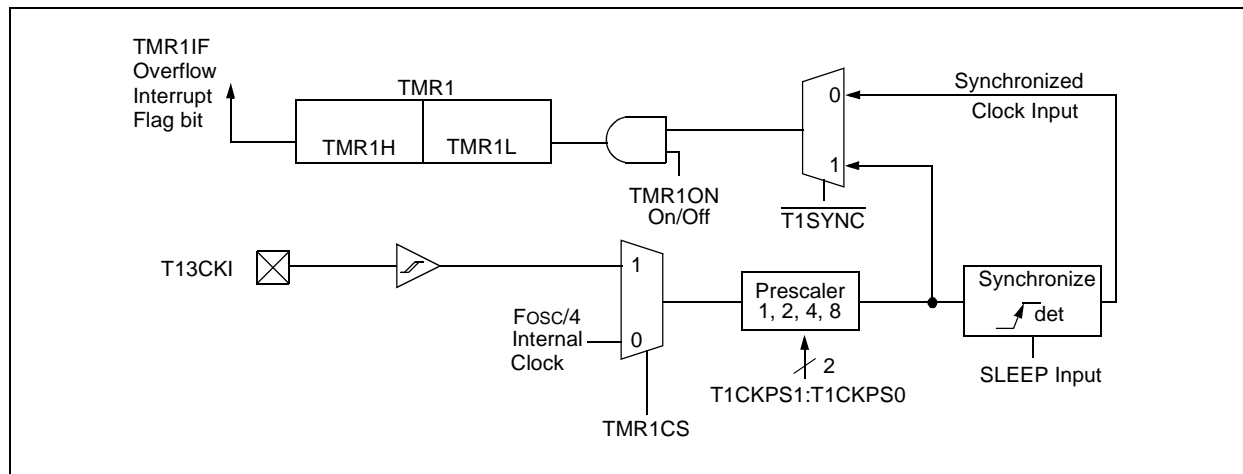 TMR1IF
Overflow
Interrupt
Flag bit
TMR1
TMR1H
TMR1L
TMR1ON
On/Off
0
1
T1SYNC
Synchronized
Clock Input
T13CKI
1
0
FOSC/4
Internal
Clock
TMR1CS
Prescaler
1, 2, 4, 8
2
T1CKPS1:T1CKPS0
Synchronize
det
SLEEP Input